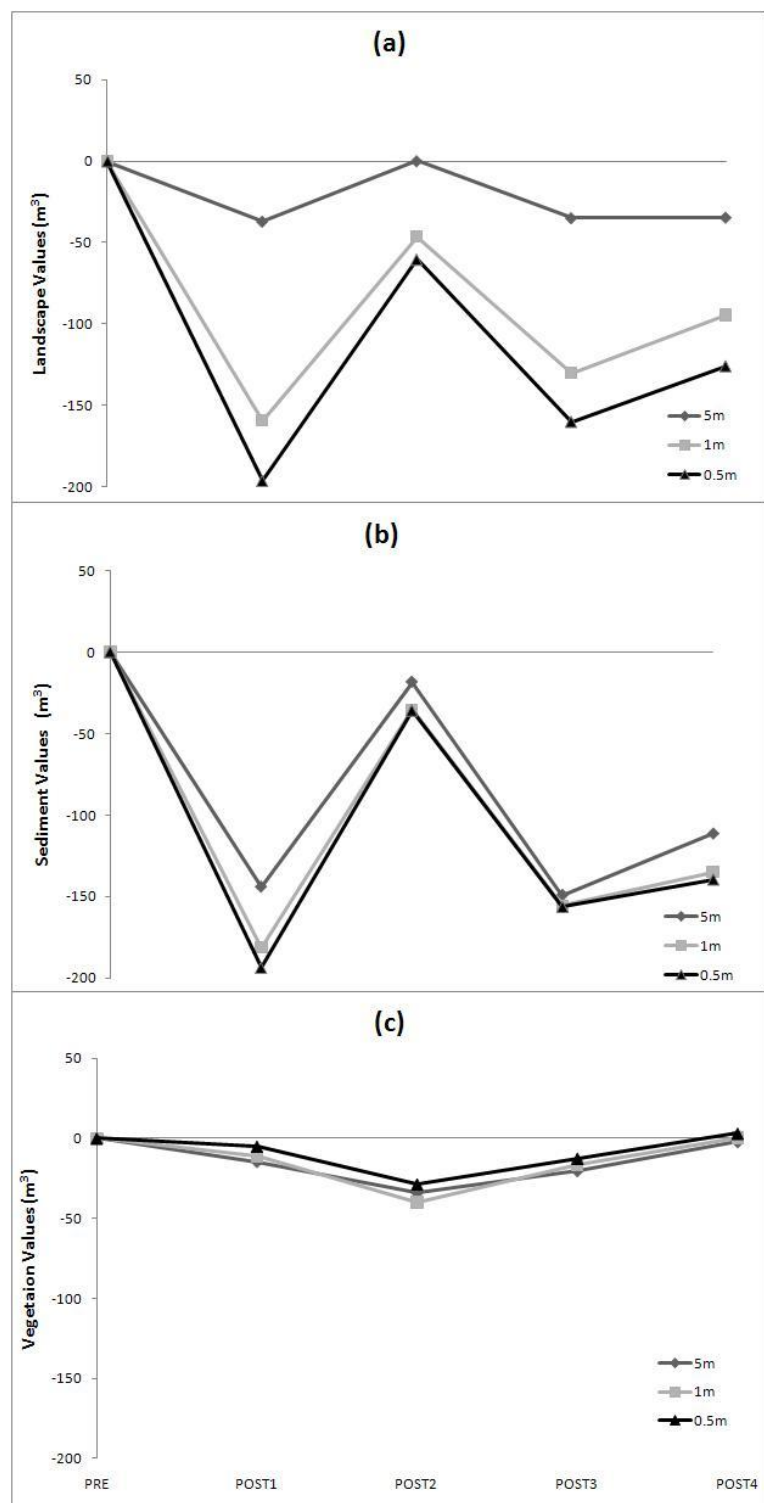 (a)
50
0
-50
-100
-150
-200
Landscape Values (m³)
5m
1m
0.5m
(b)
50
0
-50
-100
-150
-200
Sediment Values (m³)
5m
1m
0.5m
(c)
50
0
-50
-100
-150
-200
Vegetaion Values (m³)
5m
1m
0.5m
PRE POST1 POST2 POST3 POST4